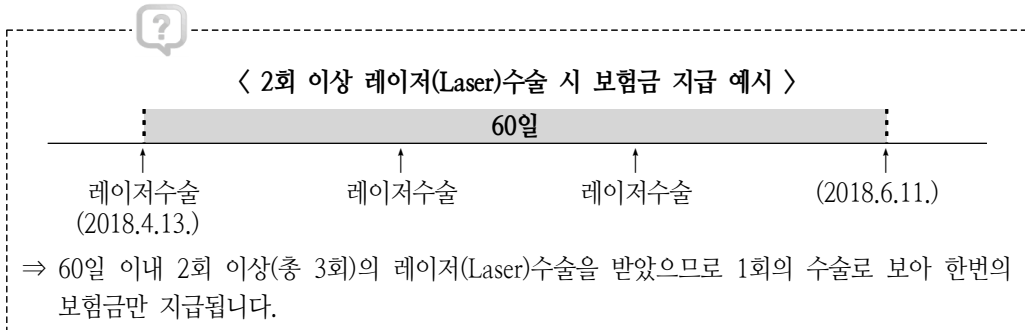 ?
〈 2회 이상 레이저(Laser)수술 시 보험금 지급 예시 〉
60일
레이저수술 레이저수술 레이저수술 (2018.6.11.)
(2018.4.13.)
⇒ 60일 이내 2회 이상(총 3회)의 레이저(Laser)수술을 받았으므로 1회의 수술로 보아 한번의
보험금만 지급됩니다.